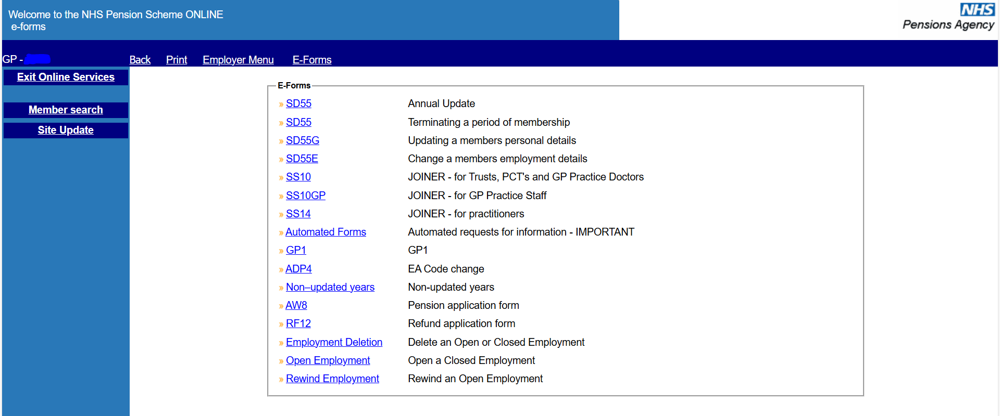 Welcome to the NHS Pension Scheme ONLINE
e-forms
NHS
Pensions Agency
GP -
Back Print Employer Menu E-Forms
Exit Online Services
Member search
Site Update
E-Forms
» SD55 Annual Update
» SD55 Terminating a period of membership
» SD55G Updating a members personal details
» SD55E Change a members employment details
» SS10 JOINER - for Trusts, PCT's and GP Practice Doctors
» SS10GP JOINER - for GP Practice Staff
» SS14 JOINER - for practitioners
» Automated Forms Automated requests for information - IMPORTANT
» GP1 GP1
» ADP4 EA Code change
» Non–updated years Non-updated years
» AW8 Pension application form
» RF12 Refund application form
» Employment Deletion Delete an Open or Closed Employment
» Open Employment Open a Closed Employment
» Rewind Employment Rewind an Open Employment